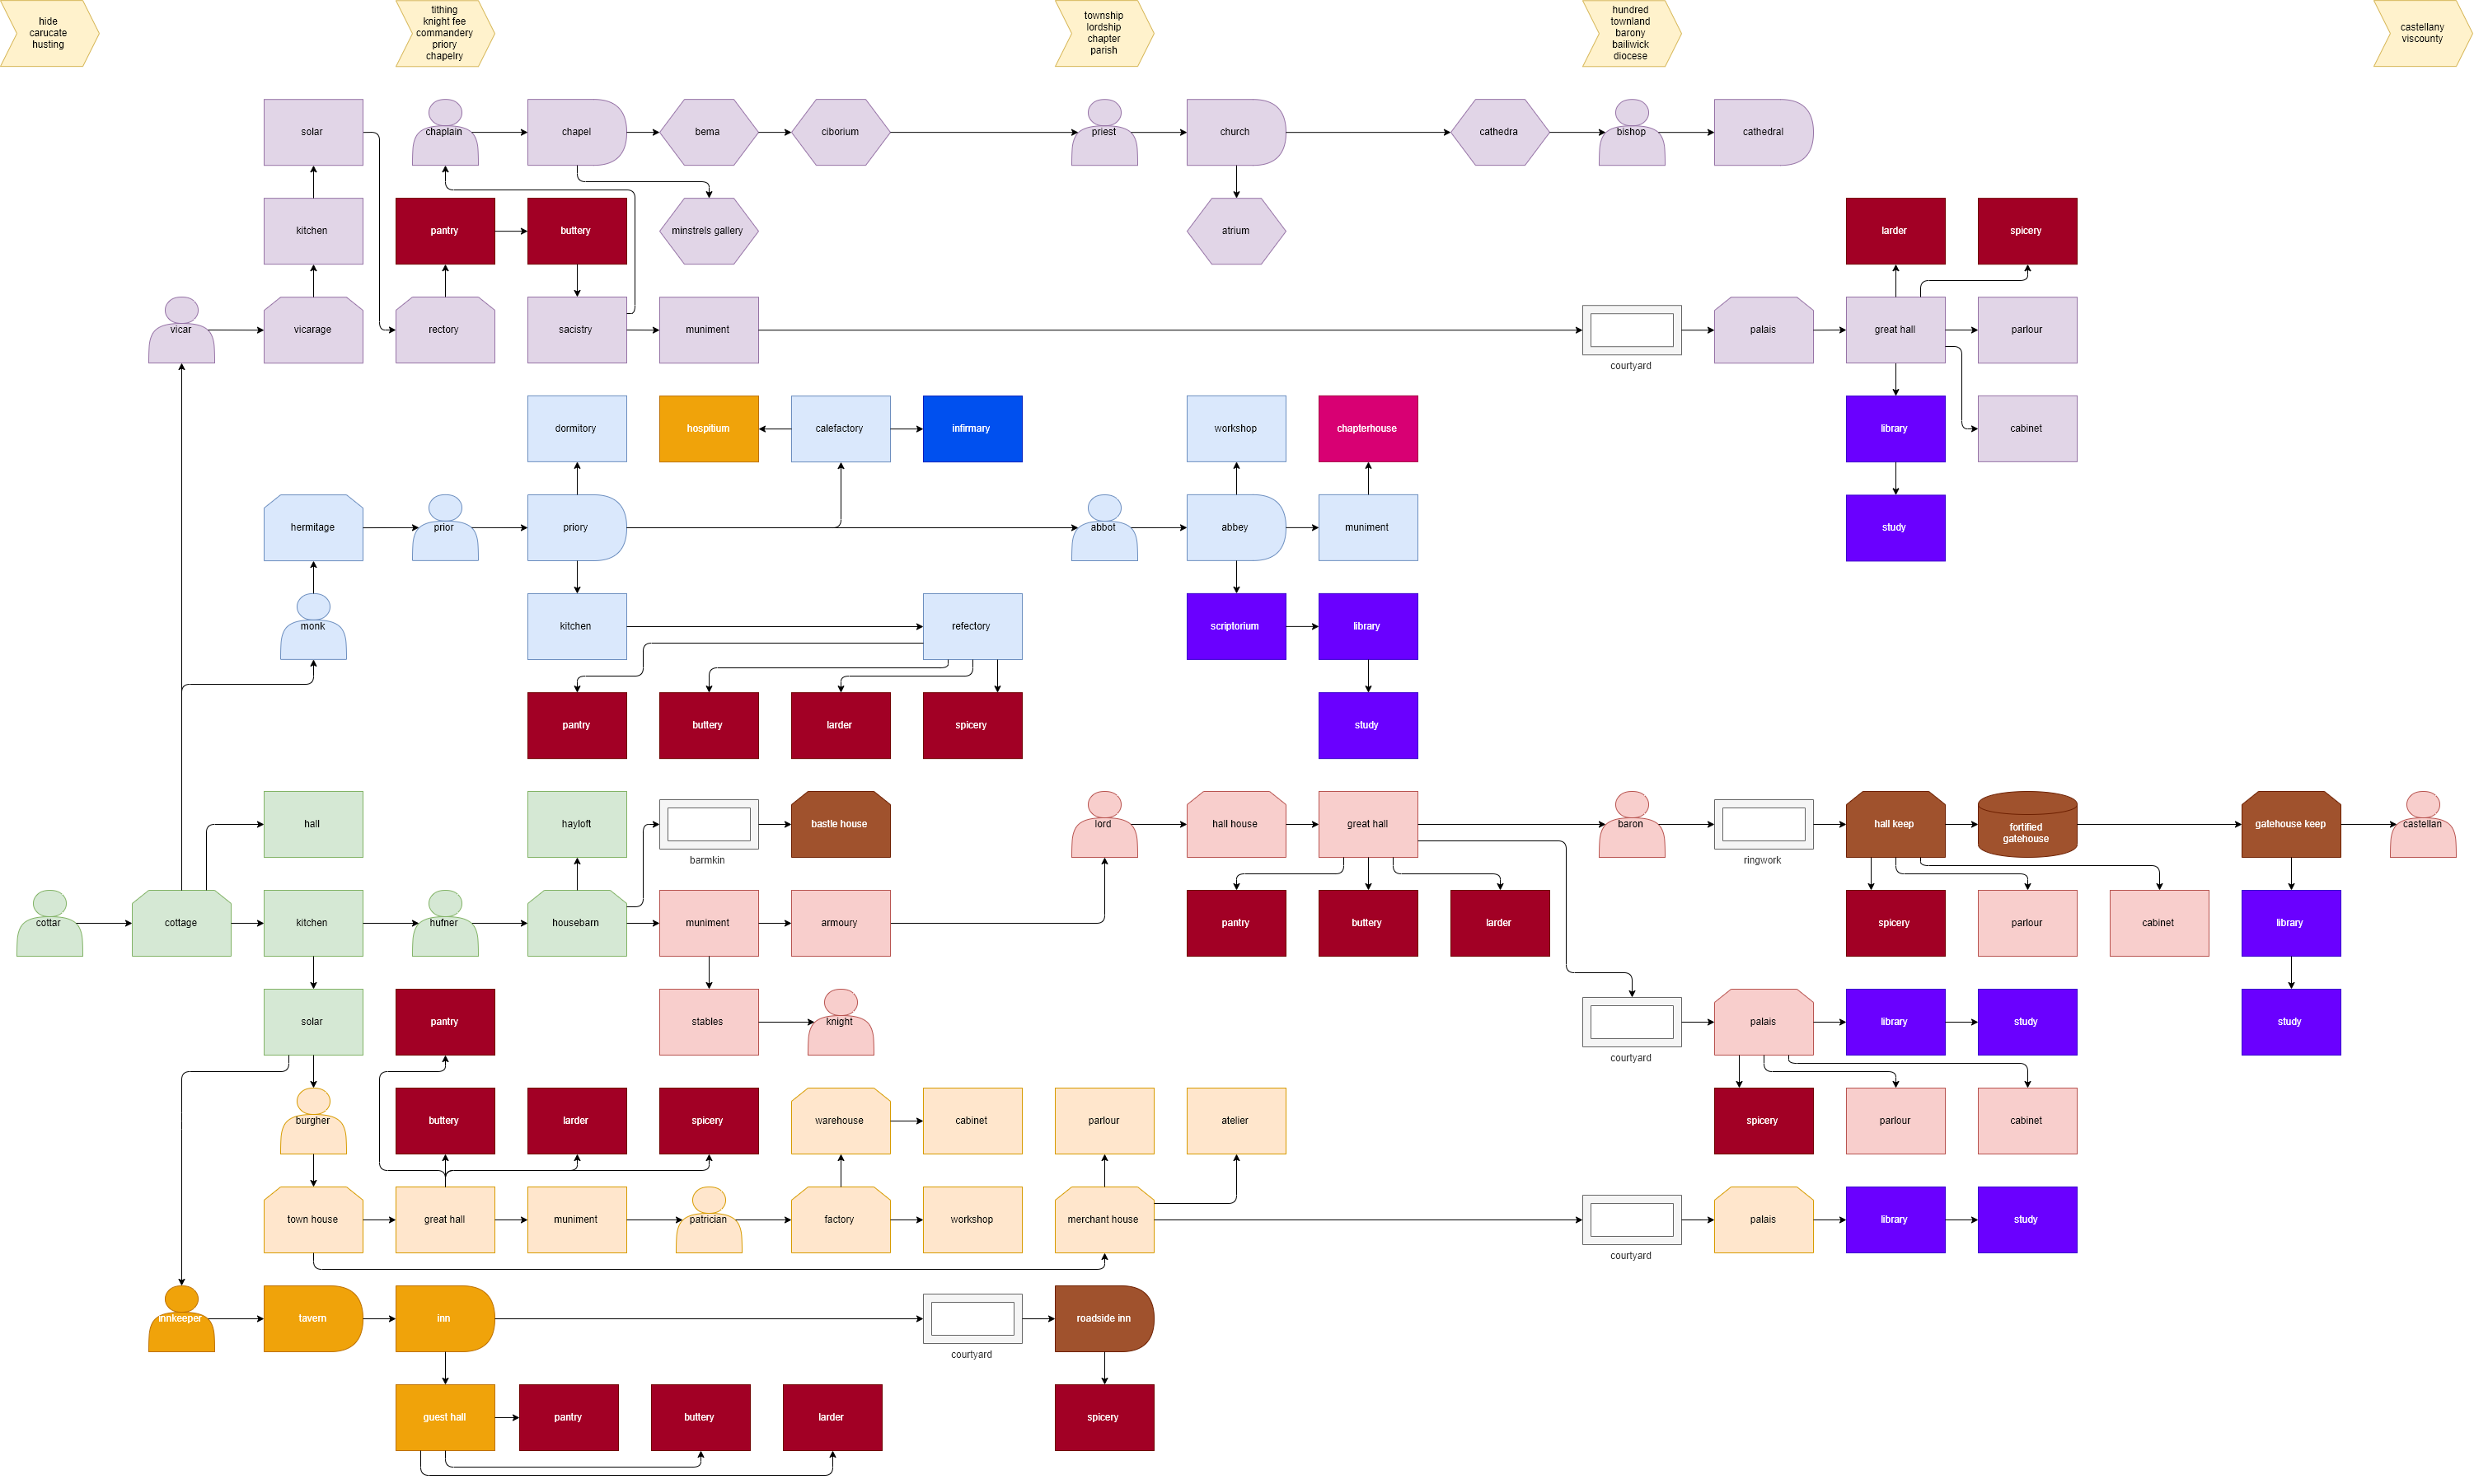 hide
carucate
husting
tithing
knight fee
commandery
priory
chapelry
township
lordship
chapter
parish
hundred
townland
barony
bailiwick
diocese
castellany
viscounty
solar
chaplain
chapel
bema
ciborium
priest
church
cathedra
bishop
cathedral
kitchen
pantry
buttery
minstrels gallery
atrium
larder
spicery
vicar
vicarage
rectory
sacistry
muniment
courtyard
palais
great hall
parlour
dormitory
hospitium
calefactory
infirmary
workshop
chapterhouse
library
cabinet
hermitage
prior
priory
abbot
abbey
muniment
study
monk
kitchen
refectory
scriptorium
library
pantry
buttery
larder
spicery
study
hall
hayloft
barmkin
bastle house
lord
hall house
great hall
baron
ringwork
hall keep
fortified
gatehouse
gatehouse keep
castellan
cottar
cottage
kitchen
hufner
housebarn
muniment
armoury
pantry
buttery
larder
spicery
parlour
cabinet
library
solar
pantry
stables
knight
courtyard
palais
library
study
study
burgher
buttery
larder
spicery
warehouse
cabinet
parlour
atelier
spicery
parlour
cabinet
town house
great hall
muniment
patrician
factory
workshop
merchant house
courtyard
palais
library
study
innkeeper
tavern
inn
courtyard
roadside inn
guest hall
pantry
buttery
larder
spicery